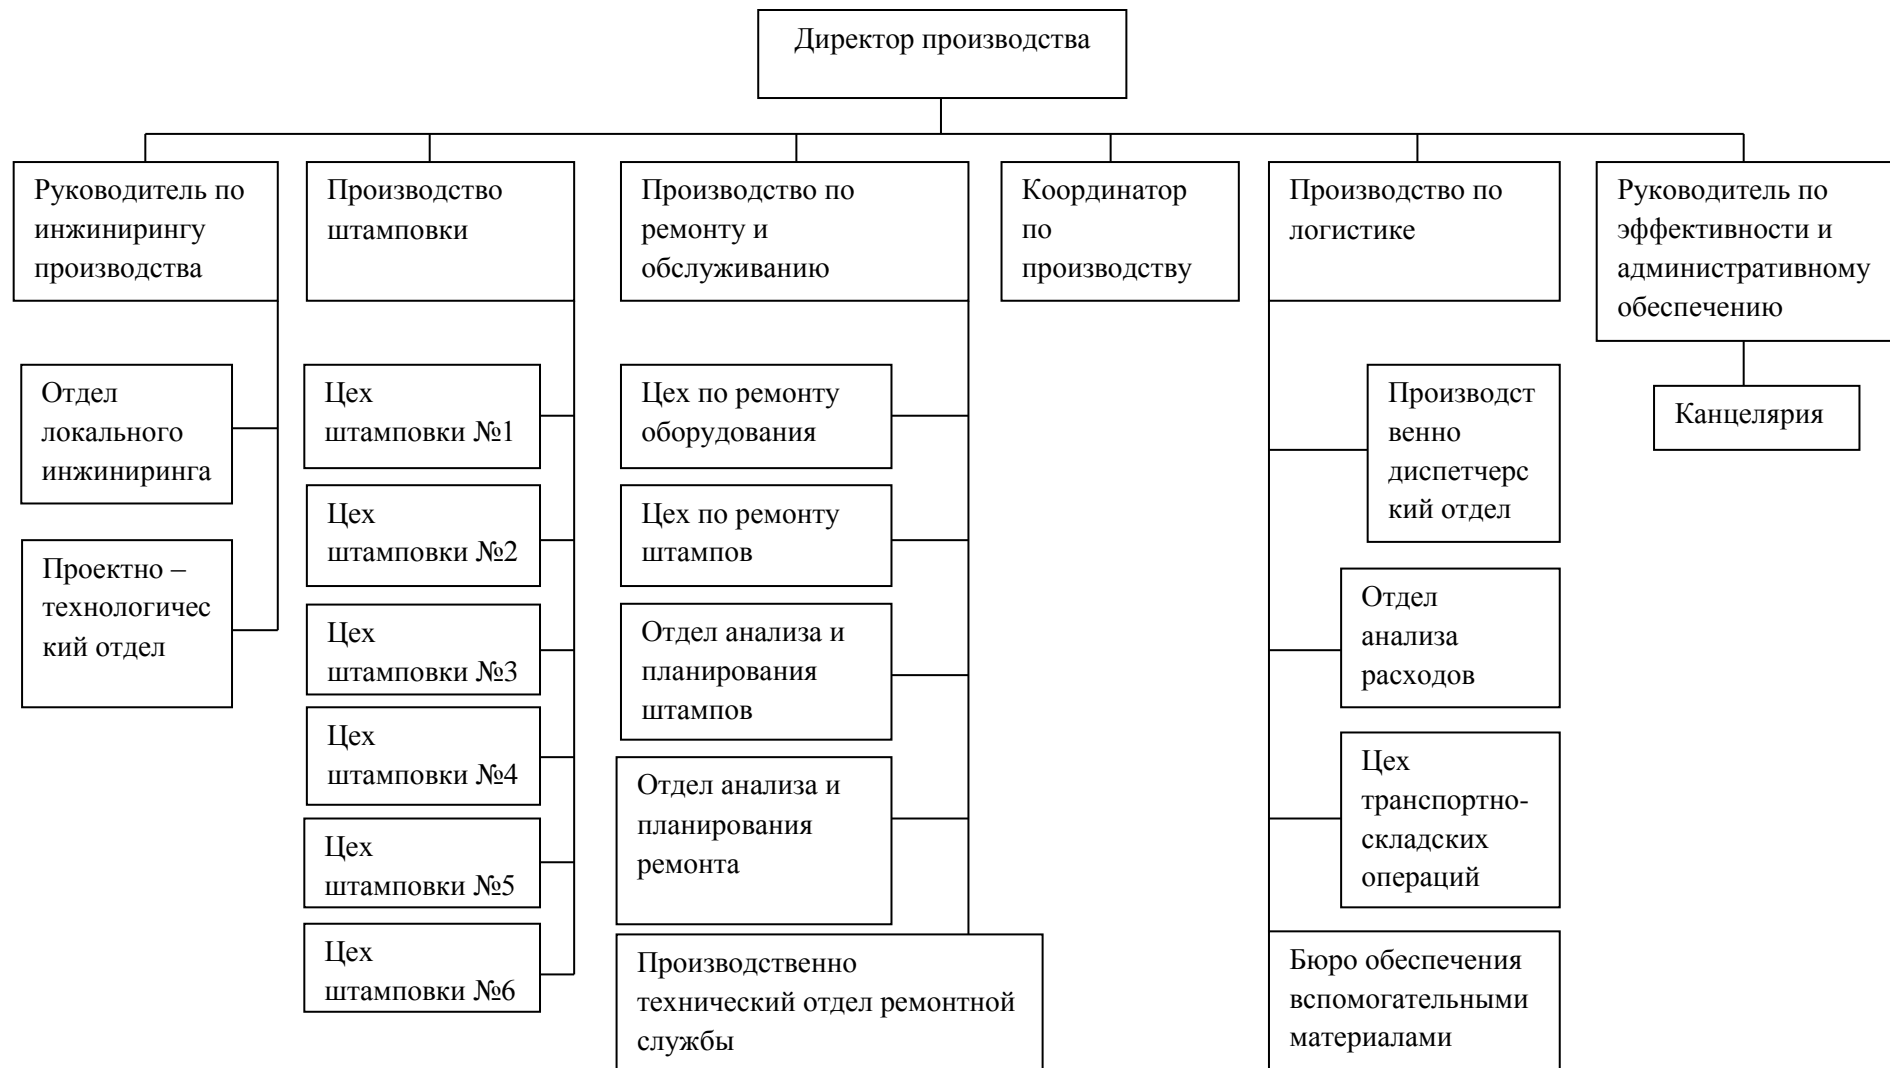 Директор производства
Руководитель по
инжинирингу
производства
Производство
штамповки
Производство по
ремонту и
обслуживанию
Координатор
по
производству
Производство по
логистике
Руководитель по
эффективности и
административному
обеспечению
Отдел
локального
инжиниринга
Проектно –
технологичес
кий отдел
Цех
штамповки №1
Цех
штамповки №2
Цех
штамповки №3
Цех
штамповки №4
Цех
штамповки №5
Цех
штамповки №6
Цех по ремонту
оборудования
Цех по ремонту
штампов
Отдел анализа и
планирования
штампов
Отдел анализа и
планирования
ремонта
Производственно
технический отдел ремонтной
службы
Производст
венно
диспетчерс
кий отдел
Отдел
анализа
расходов
Цех
транспортно-
складских
операций
Бюро обеспечения
вспомогательными
материалами
Канцелярия